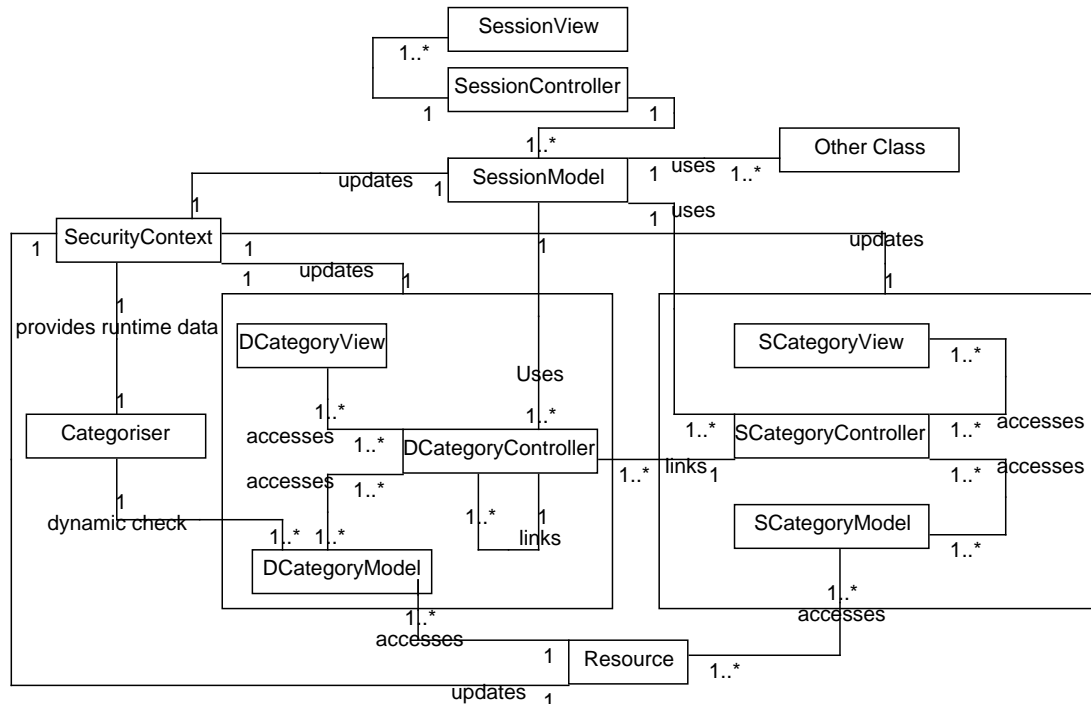 SessionView
1..*
SessionController
1
1
1..*
Other Class
SessionModel
updates
1
1
uses
1..*
1
1
uses
SecurityContext
1
1
1
updates
updates
1
1
1
1
provides runtime data
DCategoryView
SCategoryView
1..*
Uses
1
1..*
1..*
Categoriser
accesses
1..*
DCategoryController
1..*
SCategoryController
1..*
accesses
accesses
1..*
1..*
links
1
1..*
accesses
1
1..*
1
dynamic check
1..*
1..*
links
SCategoryModel
1..*
DCategoryModel
1..*
1..*
accesses
accesses
1
Resource
1..*
updates
1